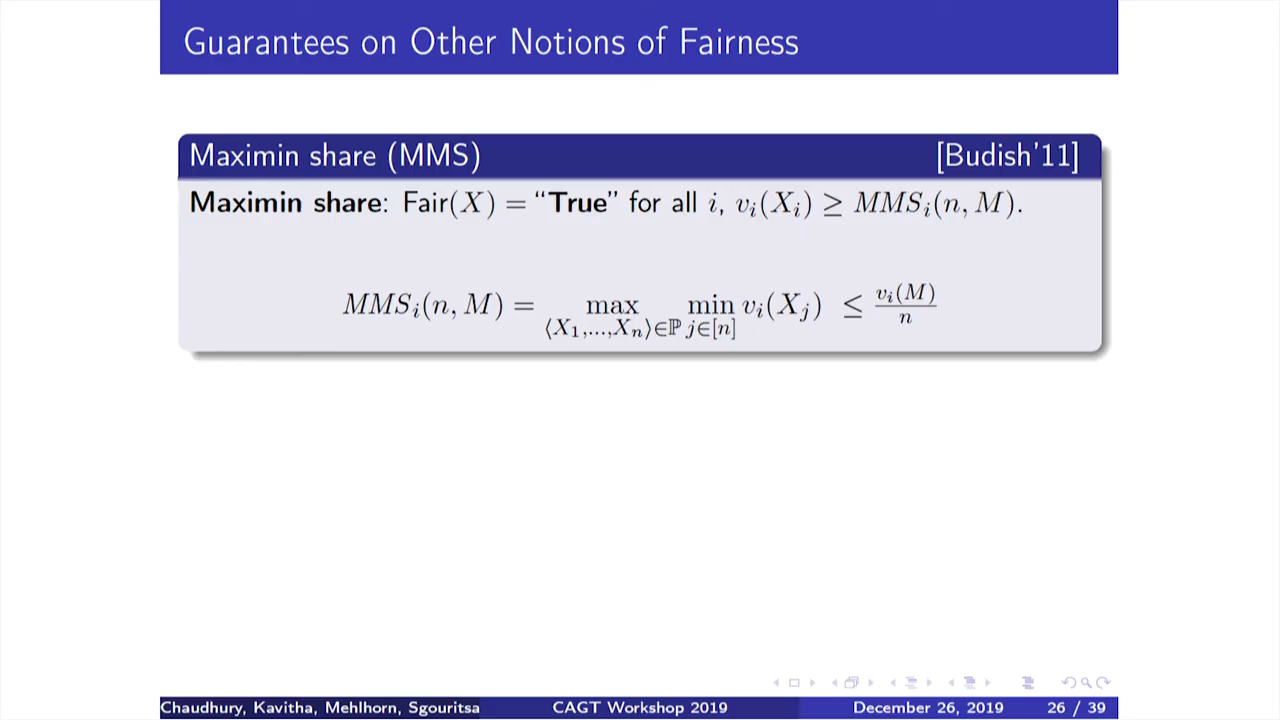 Guarantees on Other Notions of Fairness
Maximin share (MMS) [Budish'11]
Maximin share: Fair(X) = “True” for all i, v_i(X_i) ≥ MMS_i(n, M).
MMS_i(n, M) = max_{⟨X_1,...,X_n⟩∈ℙ} min_{j∈[n]} v_i(X_j) ≤ v_i(M)/n
Chaudhury, Kavitha, Mehlhorn, Sgouritsa CAGT Workshop 2019 December 26, 2019 26 / 39